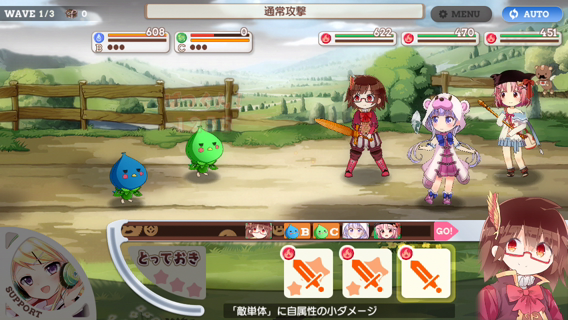 WAVE 1/3 0
通常攻撃
MENU
AUTO
608
B
0
C
622
470
451
B C GO!
とっておき
SUPPORT
「敵単体」に自属性の小ダメージ